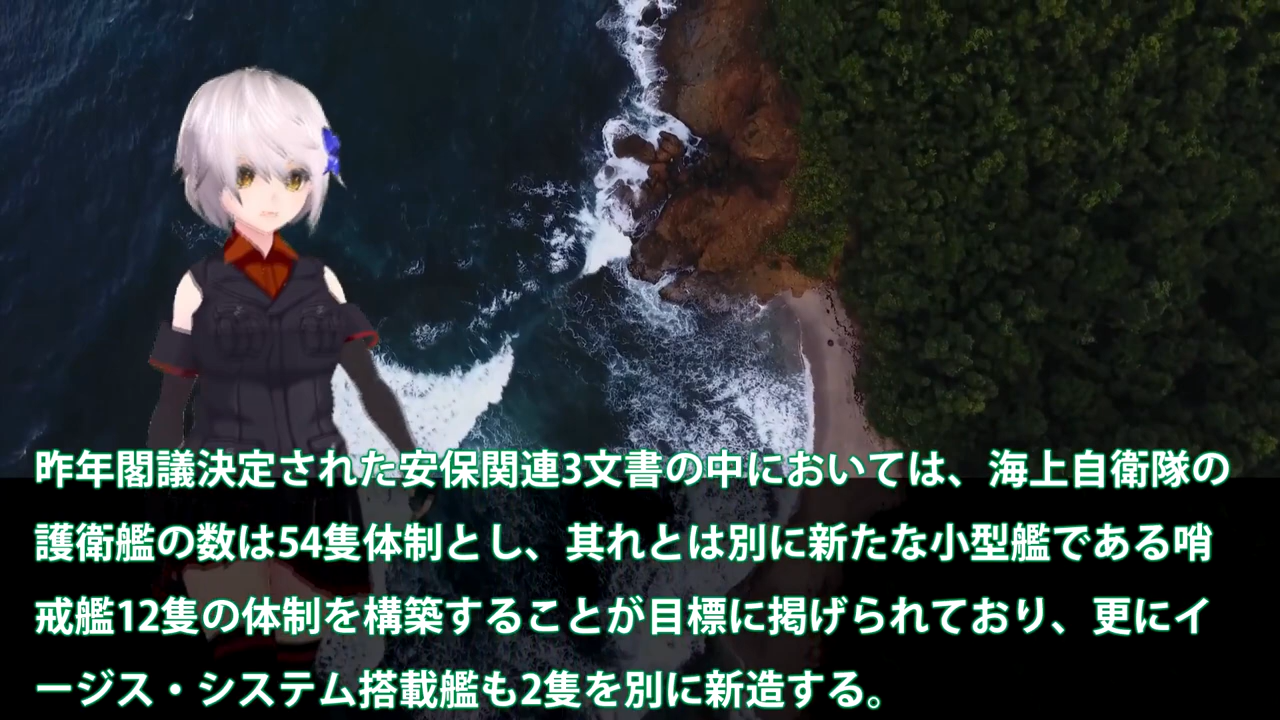 昨年閣議決定された安保関連3文書の中においては、海上自衛隊の
護衛艦の数は54隻体制とし、其れとは別に新たな小型艦である哨
戒艦12隻の体制を構築することが目標に掲げられており、更にイ
ージス・システム搭載艦も2隻を別に新造する。